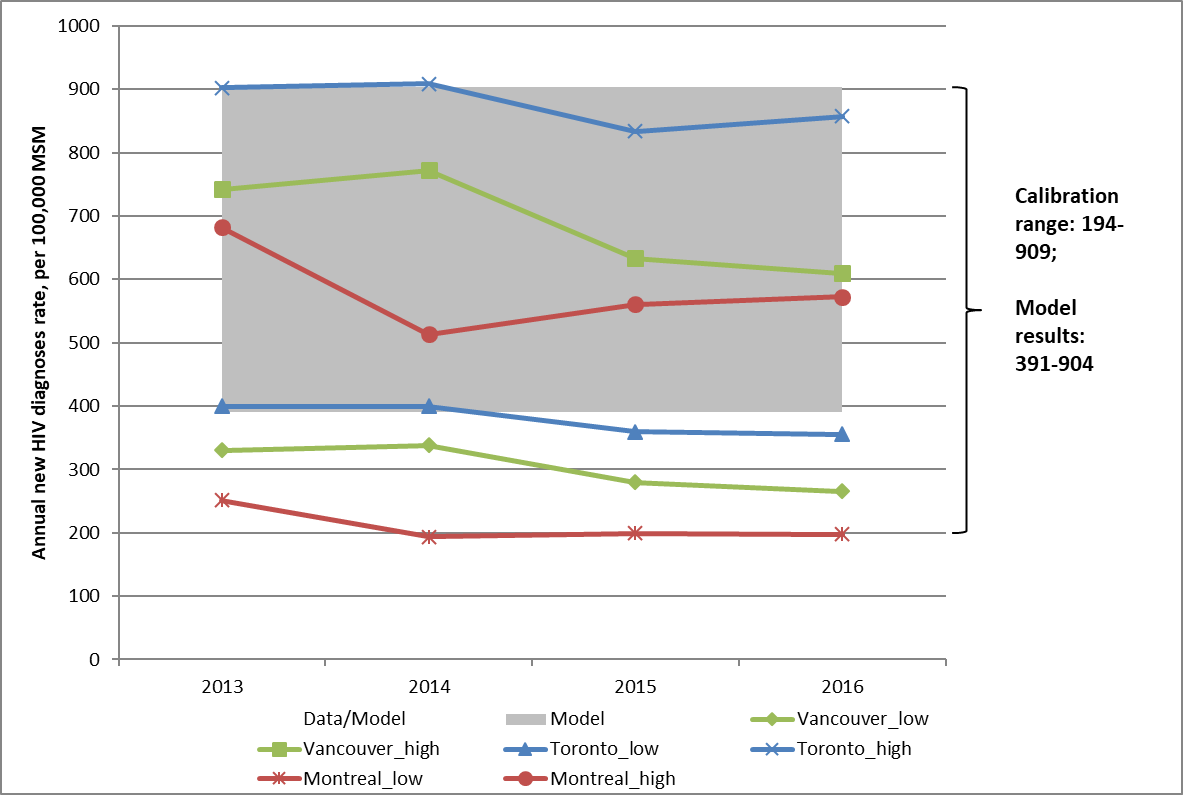 1000
900
800
700
600
500
400
300
200
100
0
Annual new HIV diagnoses rate, per 100,000 MSM
2013 2014 2015 2016
Calibration
range: 194-
909;
Model
results:
391-904
Data/Model Model Vancouver_low
Vancouver_high Toronto_low Toronto_high
Montreal_low Montreal_high